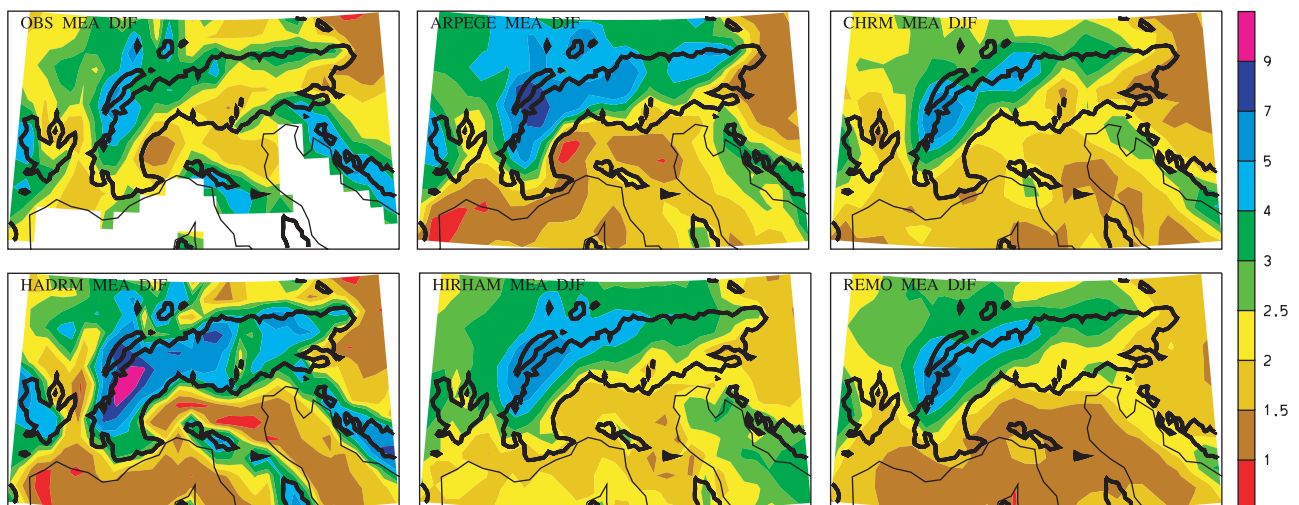 OBS MEA DJF
ARPEGE MEA DJF
CHRM MEA DJF
HADRM MEA DJF
HIRHAM MEA DJF
REMO MEA DJF
9
7
5
4
3
2.5
2
1.5
1